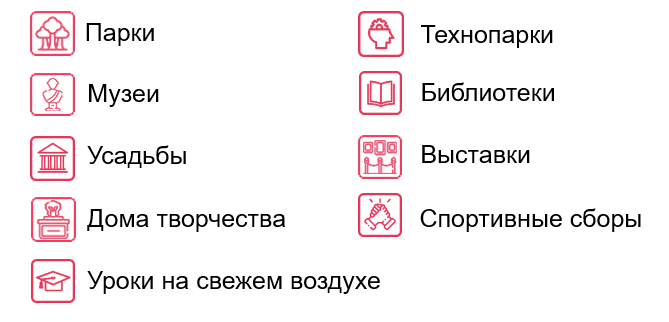 Парки
Музеи
Усадьбы
Дома творчества
Уроки на свежем воздухе
Технопарки
Библиотеки
Выставки
Спортивные сборы